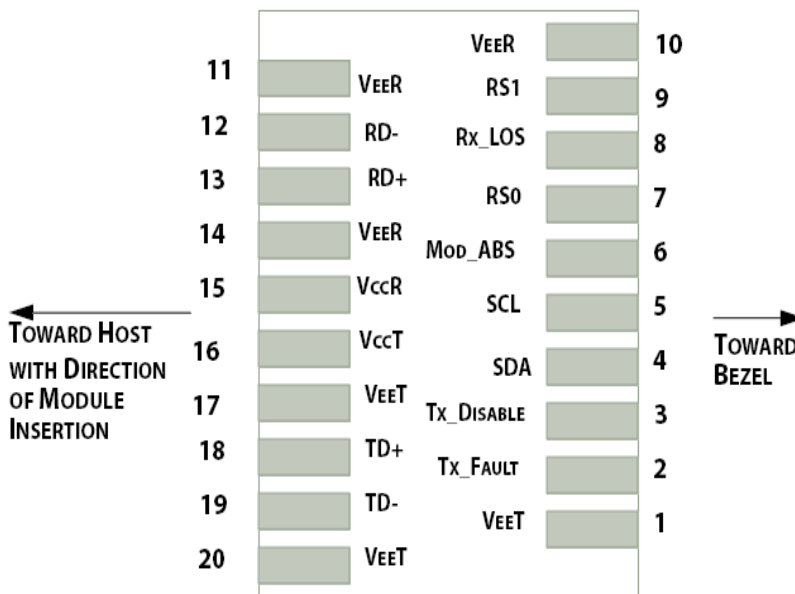 11 VEER
12 RD-
13 RD+
14 VEER
15 VCCR
16 VCCT
17 VEET
18 TD+
19 TD-
20 VEET
VEER 10
RS1 9
RX_LOS 8
RS0 7
MOD_ABS 6
SCL 5
SDA 4
TX_DISABLE 3
TX_FAULT 2
VEET 1
TOWARD HOST
WITH DIRECTION
OF MODULE
INSERTION
TOWARD
BEZEL